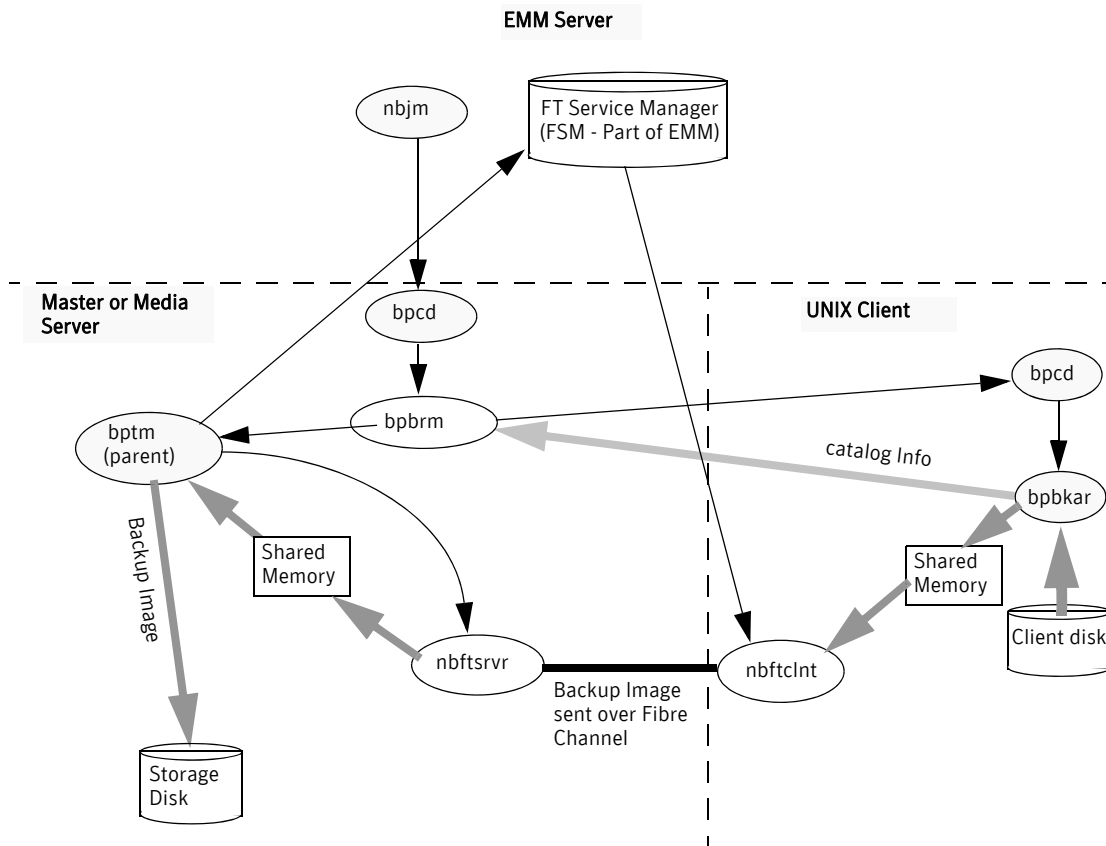 EMM Server
nbjm
FT Service Manager
(FSM - Part of EMM)
Master or Media
Server
bpcd
UNIX Client
bpcd
bpbrm
bptm
(parent)
catalog Info
bpbkar
Backup Image
Shared
Memory
Shared
Memory
Client disk
nbftsrvr
nbftclnt
Backup Image
sent over Fibre
Channel
Storage
Disk